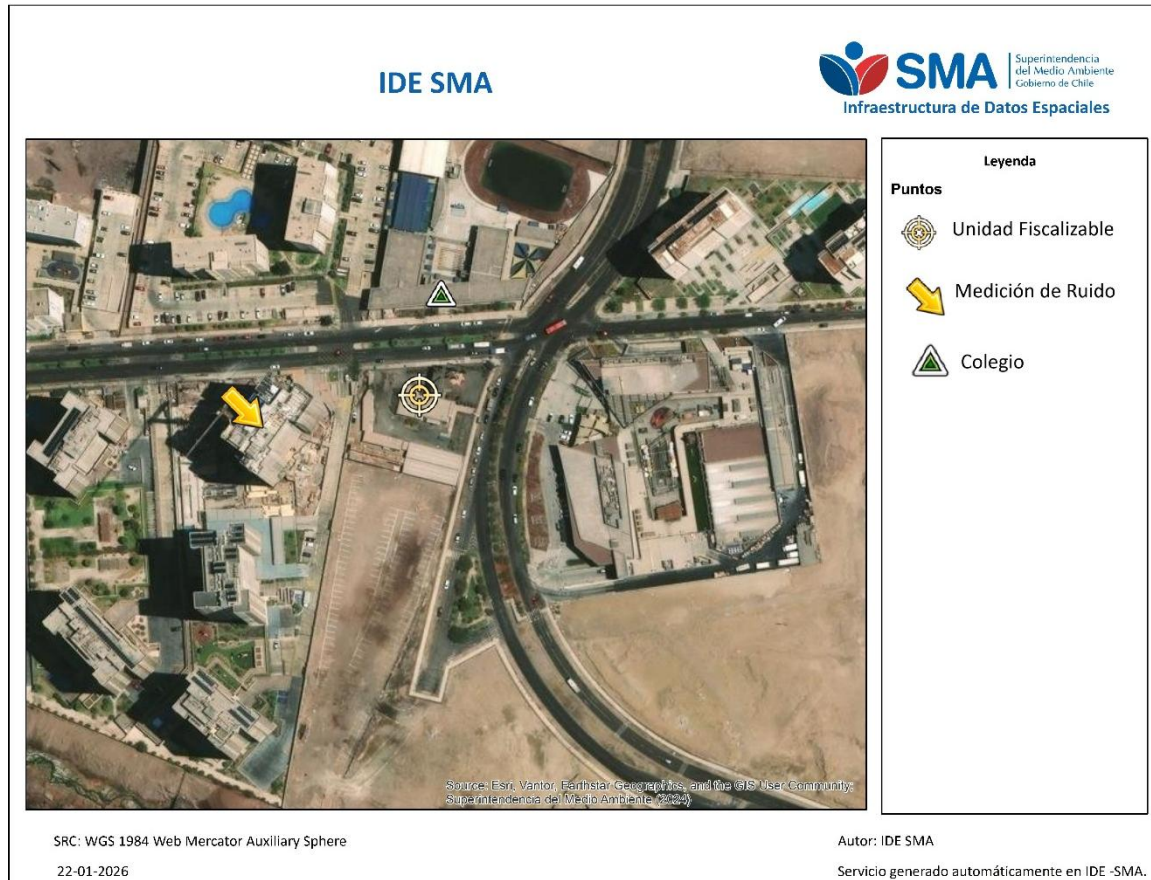 IDE SMA
SMA
Superintendencia
del Medio Ambiente
Gobierno de Chile
Infraestructura de Datos Espaciales
Leyenda
Puntos
Unidad Fiscalizable
Medición de Ruido
Colegio
Source: Esri, Vantor, Earthstar Geographics, and the GIS User Community;
Superintendencia del Medio Ambiente (2024)
SRC: WGS 1984 Web Mercator Auxiliary Sphere
22-01-2026
Autor: IDE SMA
Servicio generado automáticamente en IDE -SMA.